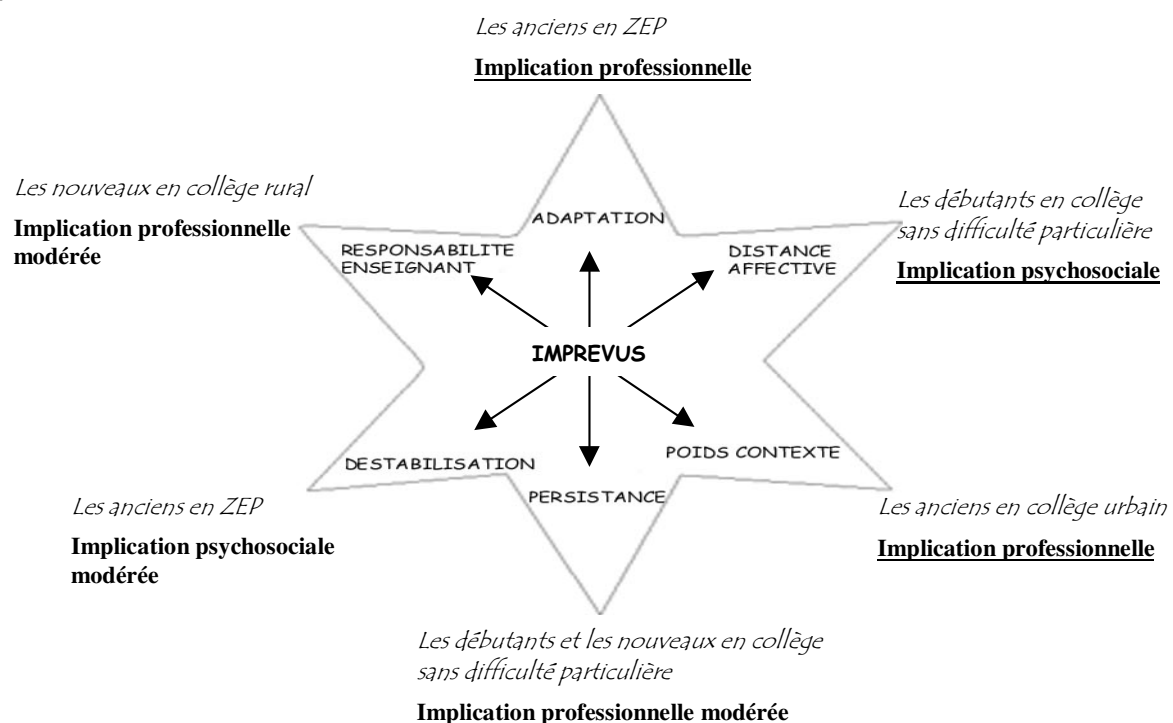 Les anciens en ZEP
Implication professionnelle
Les nouveaux en collège rural
Implication professionnelle
modérée
Les débutants en collège
sans difficulté particulière
Implication psychosociale
ADAPTATION
RESPONSABILITE
ENSEIGNANT
DISTANCE
AFFECTIVE
IMPREVUS
DESTABILISATION
PERSISTANCE
POIDS CONTEXTE
Les anciens en ZEP
Implication psychosociale
modérée
Les anciens en collège urbain
Implication professionnelle
Les débutants et les nouveaux en collège
sans difficulté particulière
Implication professionnelle modérée